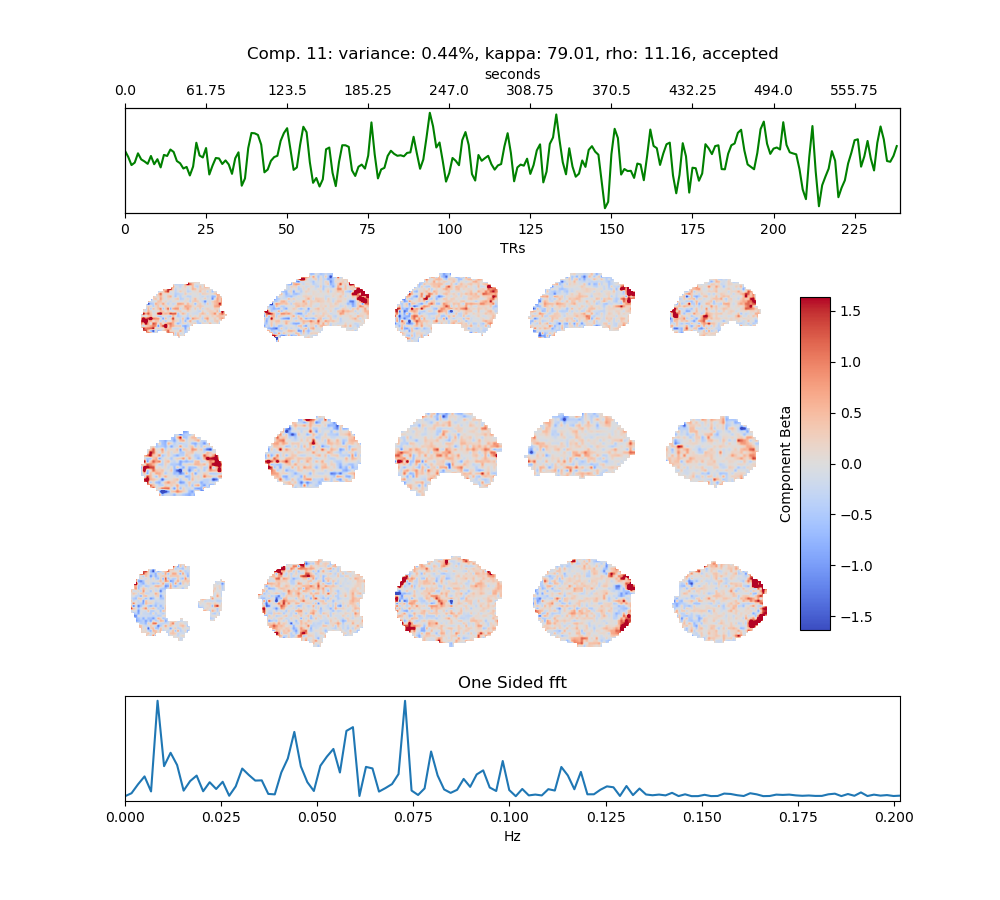 Comp. 11: variance: 0.44%, kappa: 79.01, rho: 11.16, accepted
seconds
0.0 61.75 123.5 185.25 247.0 308.75 370.5 432.25 494.0 555.75
0 25 50 75 100 125 150 175 200 225
TRs
1.5
1.0
0.5
0.0
−0.5
−1.0
−1.5
Component Beta
One Sided fft
0.000 0.025 0.050 0.075 0.100 0.125 0.150 0.175 0.200
Hz